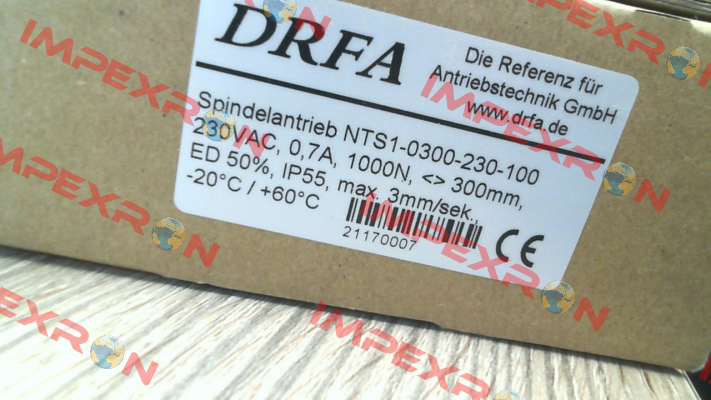 DRFA
Die Referenz für
Antriebstechnik GmbH
www.drfa.de
Spindelantrieb NTS1-0300-230-100
230VAC, 0,7A, 1000N, <> 300mm,
ED 50%, IP55, max. 3mm/sek.
-20°C / +60°C
21170007
CE
IMPEXRON
IMPEXRON
IMPEXRON
IMPEXRON
IMPEXRON
IMPEXRON
IMPEXRON